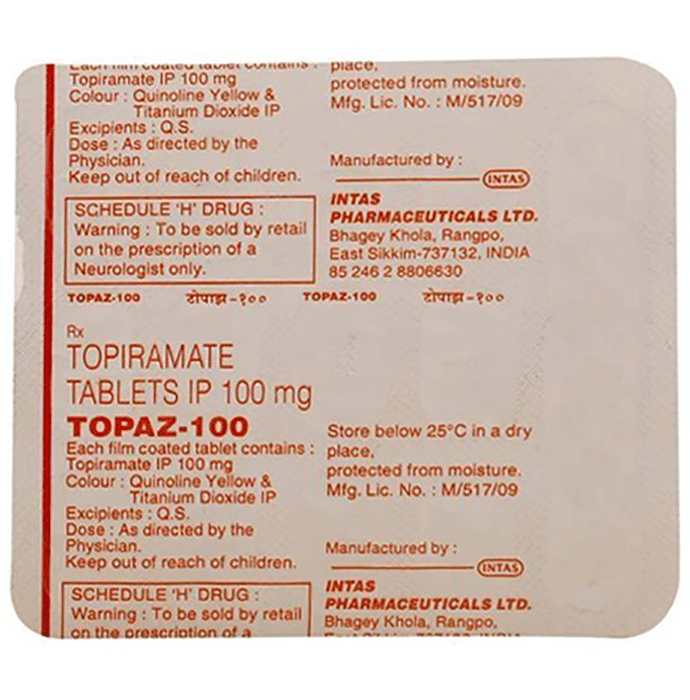 Each film coated tablet contains :
Topiramate IP 100 mg
Colour : Quinoline Yellow &
Titanium Dioxide IP
Excipients : Q.S.
Dose : As directed by the
Physician.
Keep out of reach of children.
SCHEDULE 'H' DRUG :
Warning : To be sold by retail
on the prescription of a
Neurologist only.
place,
protected from moisture.
Mfg. Lic. No. : M/517/09
Manufactured by :
INTAS
INTAS
PHARMACEUTICALS LTD.
Bhagey Khola, Rangpo,
East Sikkim-737132, INDIA
85 246 2 8806630
TOPAZ-100 टोपाझ-१०० TOPAZ-100 टोपाझ-१००
Rx
TOPIRAMATE
TABLETS IP 100 mg
TOPAZ-100
Each film coated tablet contains :
Topiramate IP 100 mg
Colour : Quinoline Yellow &
Titanium Dioxide IP
Excipients : Q.S.
Dose : As directed by the
Physician.
Keep out of reach of children.
SCHEDULE 'H' DRUG :
Warning : To be sold by retail
on the prescription of a
Store below 25°C in a dry
place,
protected from moisture.
Mfg. Lic. No. : M/517/09
Manufactured by :
INTAS
INTAS
PHARMACEUTICALS LTD.
Bhagey Khola, Rangpo,
East Sikkim-737132, INDIA